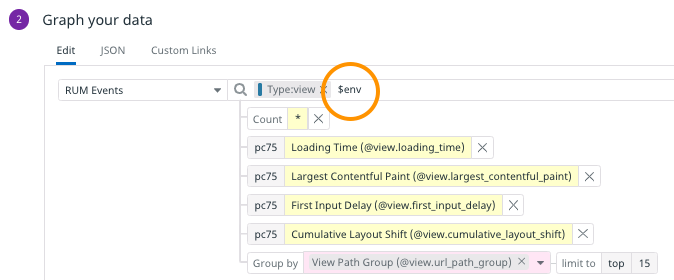 2 Graph your data
Edit JSON Custom Links
RUM Events Type:view $env
Count *
pc75 Loading Time (@view.loading_time)
pc75 Largest Contentful Paint (@view.largest_contentful_paint)
pc75 First Input Delay (@view.first_input_delay)
pc75 Cumulative Layout Shift (@view.cumulative_layout_shift)
Group by View Path Group (@view.url_path_group) limit to top 15